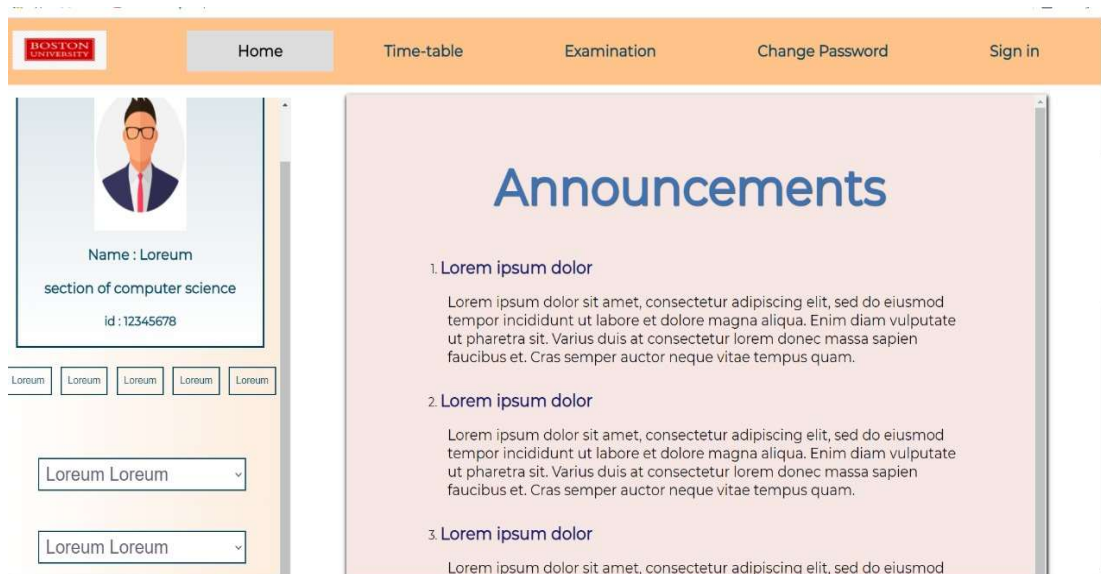 BOSTON
UNIVERSITY
Home
Time-table
Examination
Change Password
Sign in
Name : Loreum
section of computer science
id : 12345678
Loreum Loreum Loreum Loreum Loreum
Loreum Loreum
Loreum Loreum
Announcements
1. Lorem ipsum dolor
Lorem ipsum dolor sit amet, consectetur adipiscing elit, sed do eiusmod
tempor incididunt ut labore et dolore magna aliqua. Enim diam vulputate
ut pharetra sit. Varius duis at consectetur lorem donec massa sapien
faucibus et. Cras semper auctor neque vitae tempus quam.
2. Lorem ipsum dolor
Lorem ipsum dolor sit amet, consectetur adipiscing elit, sed do eiusmod
tempor incididunt ut labore et dolore magna aliqua. Enim diam vulputate
ut pharetra sit. Varius duis at consectetur lorem donec massa sapien
faucibus et. Cras semper auctor neque vitae tempus quam.
3. Lorem ipsum dolor
Lorem ipsum dolor sit amet, consectetur adipiscing elit, sed do eiusmod